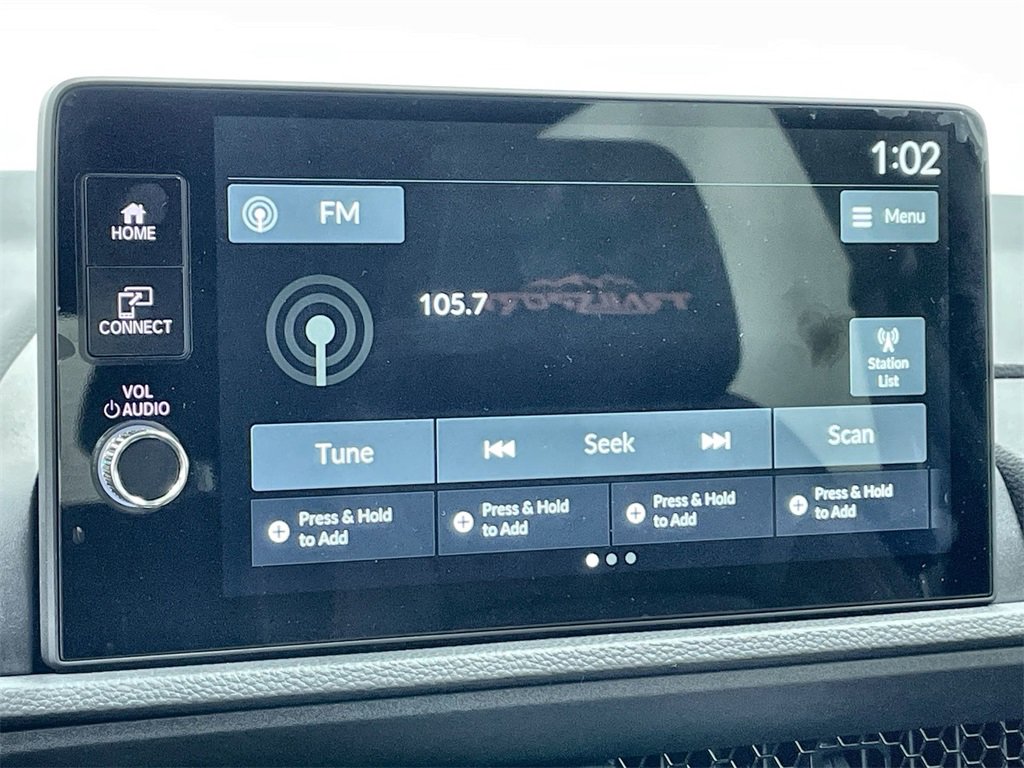 1:02
HOME
FM
Menu
CONNECT
105.7
Station
List
VOL
AUDIO
Tune
Seek
Scan
Press & Hold
to Add
Press & Hold
to Add
Press & Hold
to Add
Press & Hold
to Add